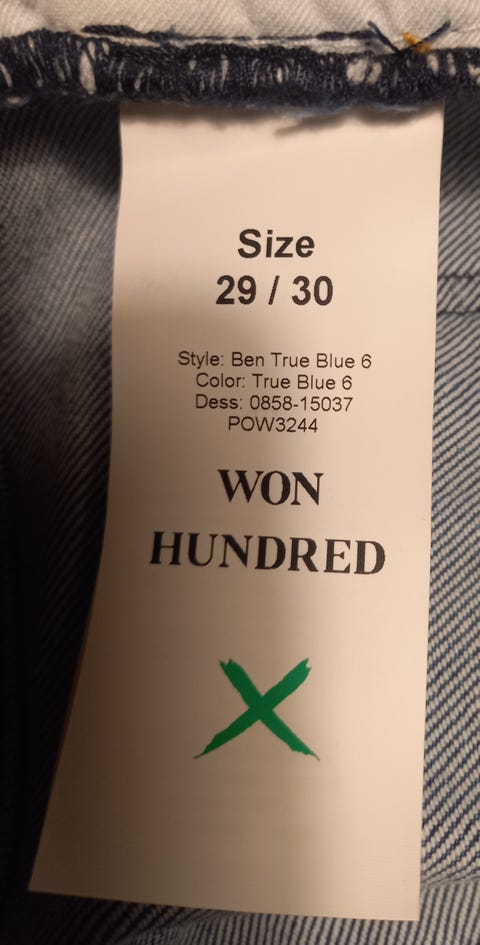 Size
29 / 30
Style: Ben True Blue 6
Color: True Blue 6
Dess: 0858-15037
POW3244
WON
HUNDRED